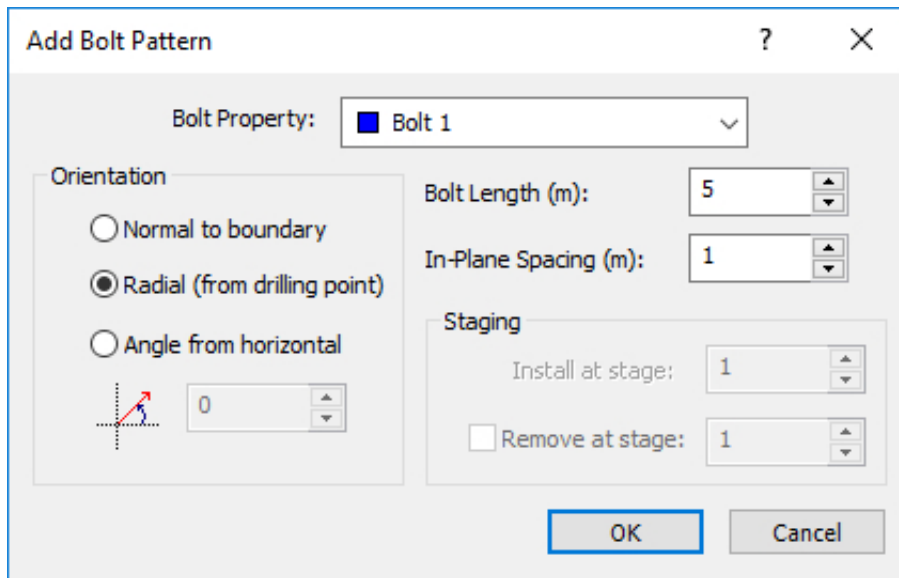 Add Bolt Pattern
?
Bolt Property:
Bolt 1
Orientation
Normal to boundary
Radial (from drilling point)
Angle from horizontal
0
Bolt Length (m):
5
In-Plane Spacing (m):
1
Staging
Install at stage:
1
Remove at stage:
1
OK
Cancel